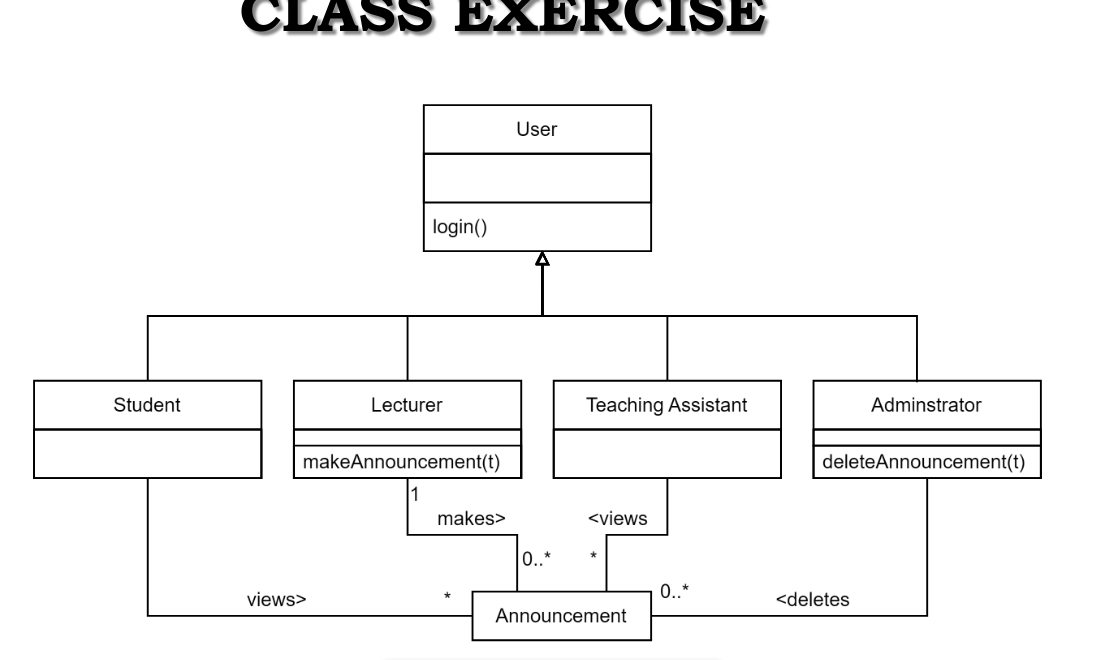 CLASS EXERCISE
User
login()
Student
Lecturer
Teaching Assistant
Adminstrator
makeAnnouncement(t)
deleteAnnouncement(t)
1
makes>
<views
0..*
*
views>
*
0..*
<deletes
Announcement